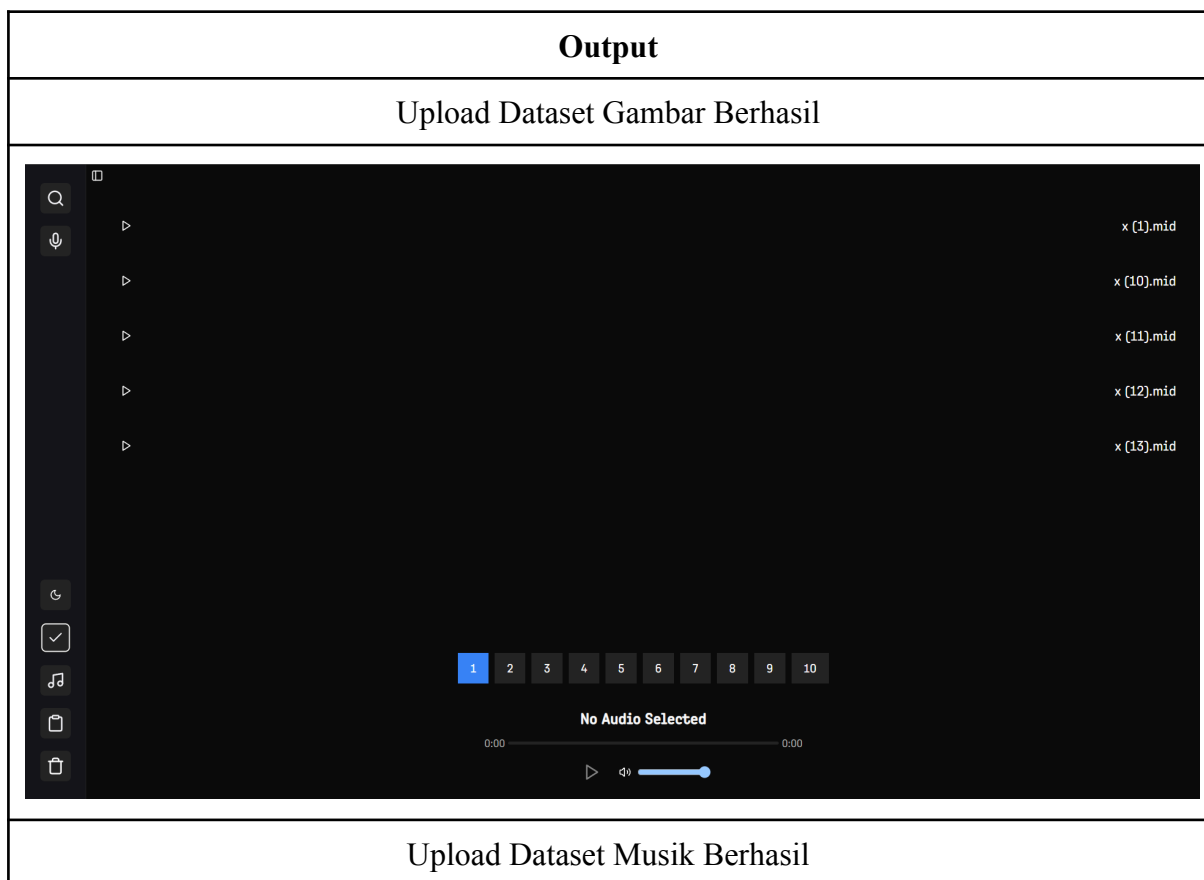 Output
Upload Dataset Gambar Berhasil
x (1).mid
x (10).mid
x (11).mid
x (12).mid
x (13).mid
1 2 3 4 5 6 7 8 9 10
No Audio Selected
0:00 0:00
Upload Dataset Musik Berhasil